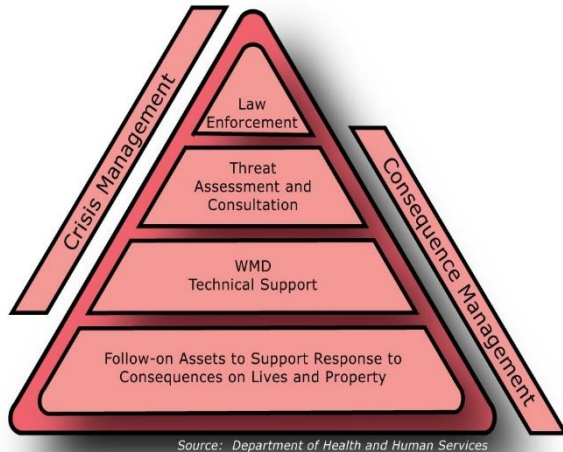 Crisis Management
Law
Enforcement
Threat
Assessment and
Consultation
Consequence Management
WMD
Technical Support
Follow-on Assets to Support Response to
Consequences on Lives and Property
Source: Department of Health and Human Services